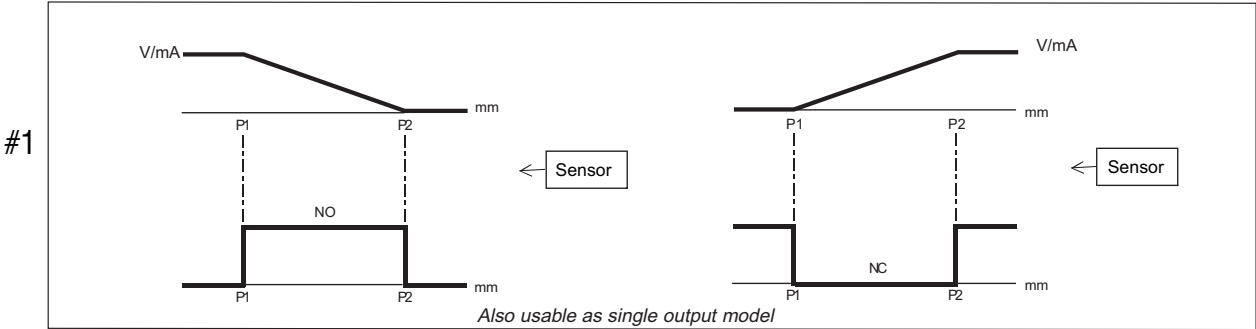 #1
V/mA
mm
P1 P2
Sensor
NO
mm
P1 P2
V/mA
mm
P1 P2
Sensor
NC
mm
P1 P2
Also usable as single output model